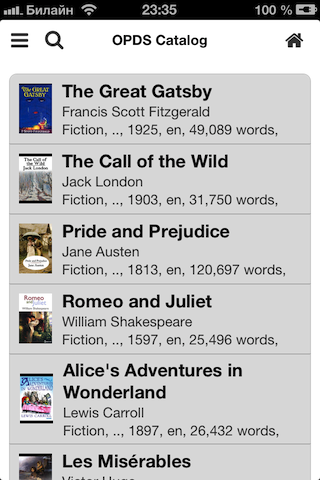 Билайн 23:35 100 %
OPDS Catalog
The Great Gatsby
Francis Scott Fitzgerald
Fiction, .., 1925, en, 49,089 words,
The Call of the Wild
Jack London
Fiction, .., 1903, en, 31,750 words,
Pride and Prejudice
Jane Austen
Fiction, .., 1813, en, 120,697 words,
Romeo and Juliet
William Shakespeare
Fiction, .., 1597, en, 25,496 words,
Alice's Adventures in
Wonderland
Lewis Carroll
Fiction, .., 1897, en, 26,432 words,
Les Misérables
Victor Hugo